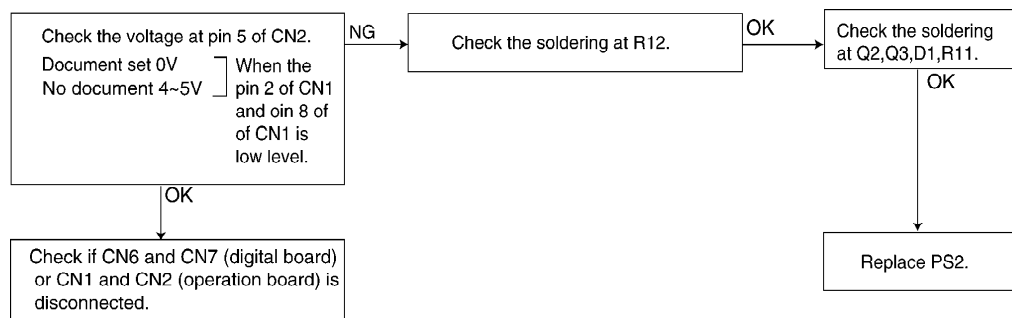 Check the voltage at pin 5 of CN2.
Document set 0V
No document 4~5V
When the
pin 2 of CN1
and oin 8 of
of CN1 is
low level.
NG
Check the soldering at R12.
OK
Check the soldering
at Q2,Q3,D1,R11.
OK
Replace PS2.
OK
Check if CN6 and CN7 (digital board)
or CN1 and CN2 (operation board) is
disconnected.